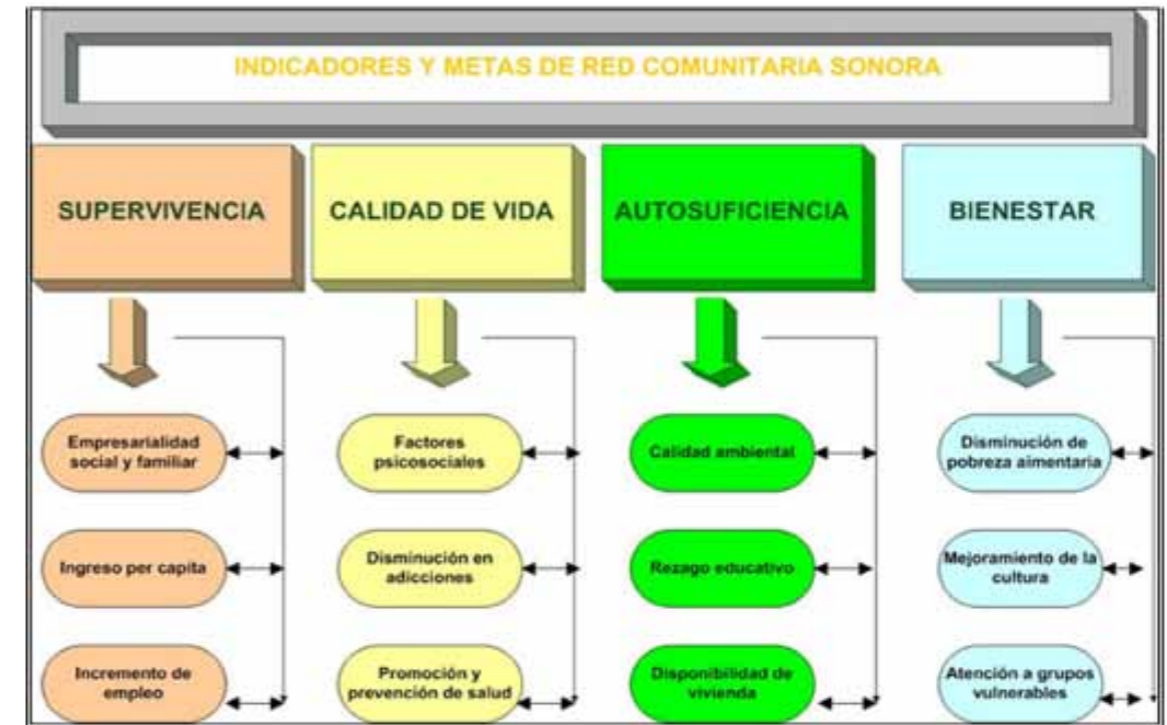 INDICADORES Y METAS DE RED COMUNITARIA SONORA
SUPERVIVENCIA
CALIDAD DE VIDA
AUTOSUFICIENCIA
BIENESTAR
Empresarialidad
social y familiar
Factores
psicosociales
Calidad ambiental
Disminución de
pobreza aimentaria
Ingreso per capita
Disminución en
adicciones
Rezago educativo
Mejoramiento de la
cultura
Incremento de
empleo
Promoción y
prevención de salud
Disponibilidad de
vivienda
Atención a grupos
vulnerables